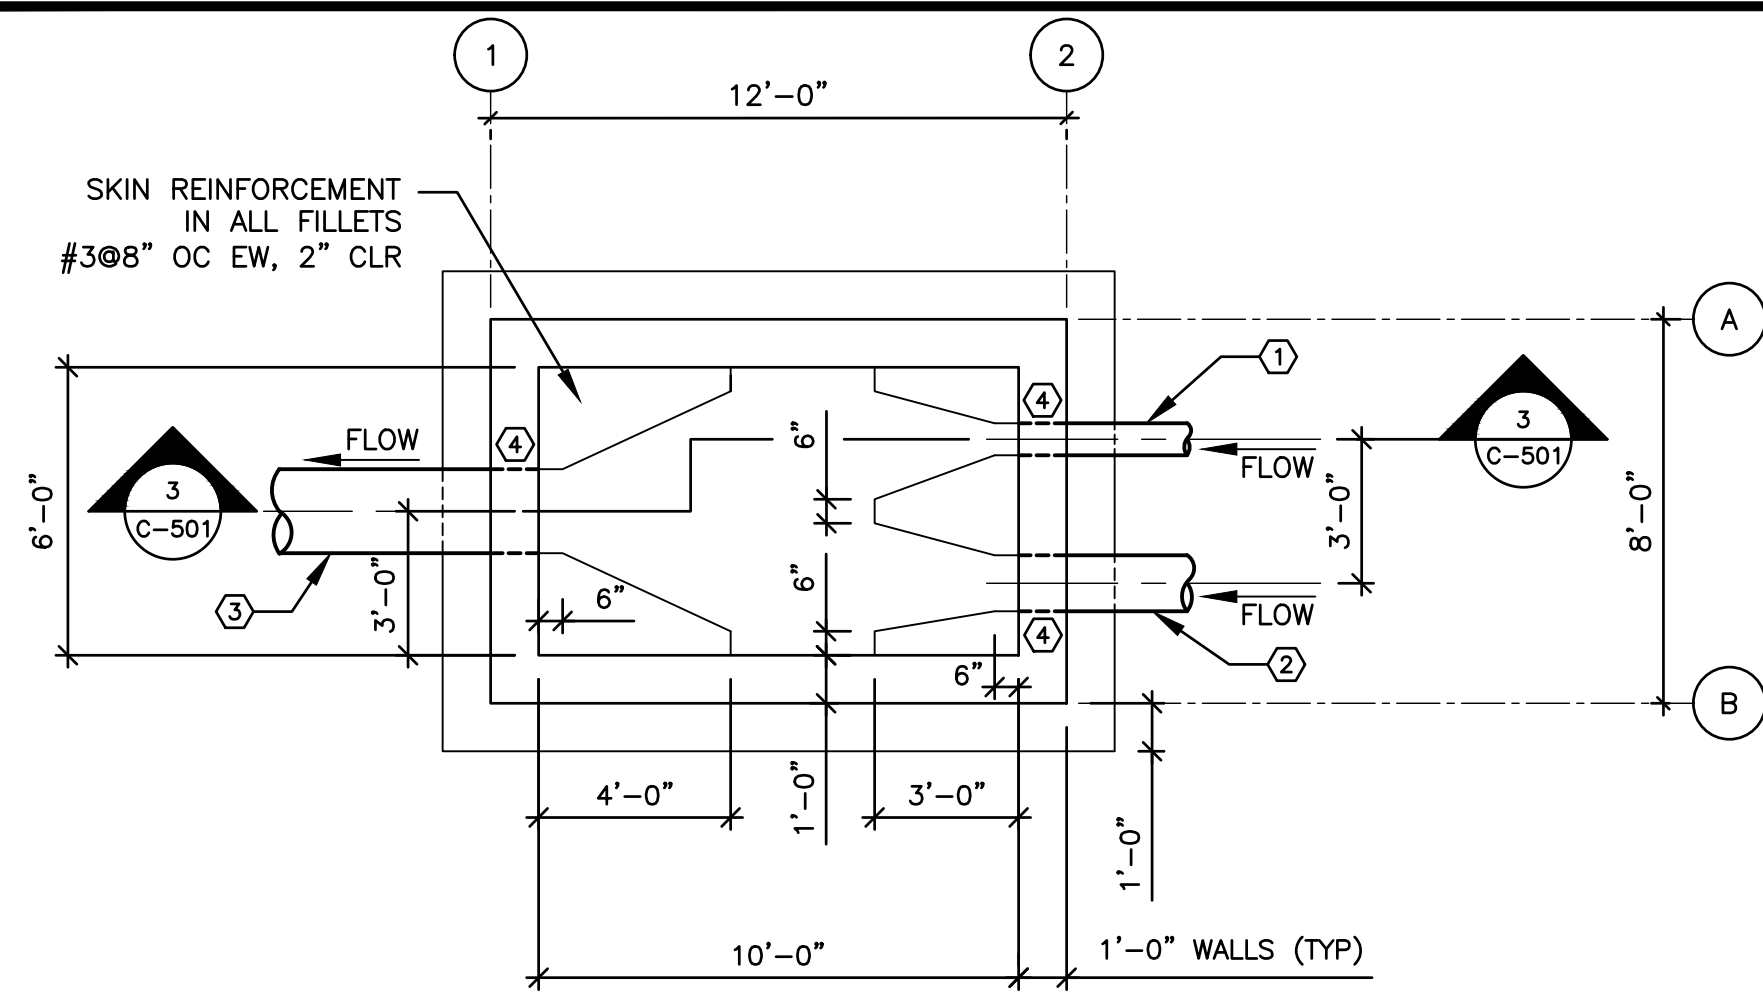 1
2
12’-0”
SKIN REINFORCEMENT
IN ALL FILLETS
#3@8” OC EW, 2” CLR
A
1
4
3
C-501
FLOW
4
6”
FLOW
3
C-501
6’-0”
3’-0”
8’-0”
3’-0”
6”
6”
FLOW
3
4
2
6”
B
4’-0”
1’-0”
3’-0”
1’-0”
10’-0”
1’-0” WALLS (TYP)